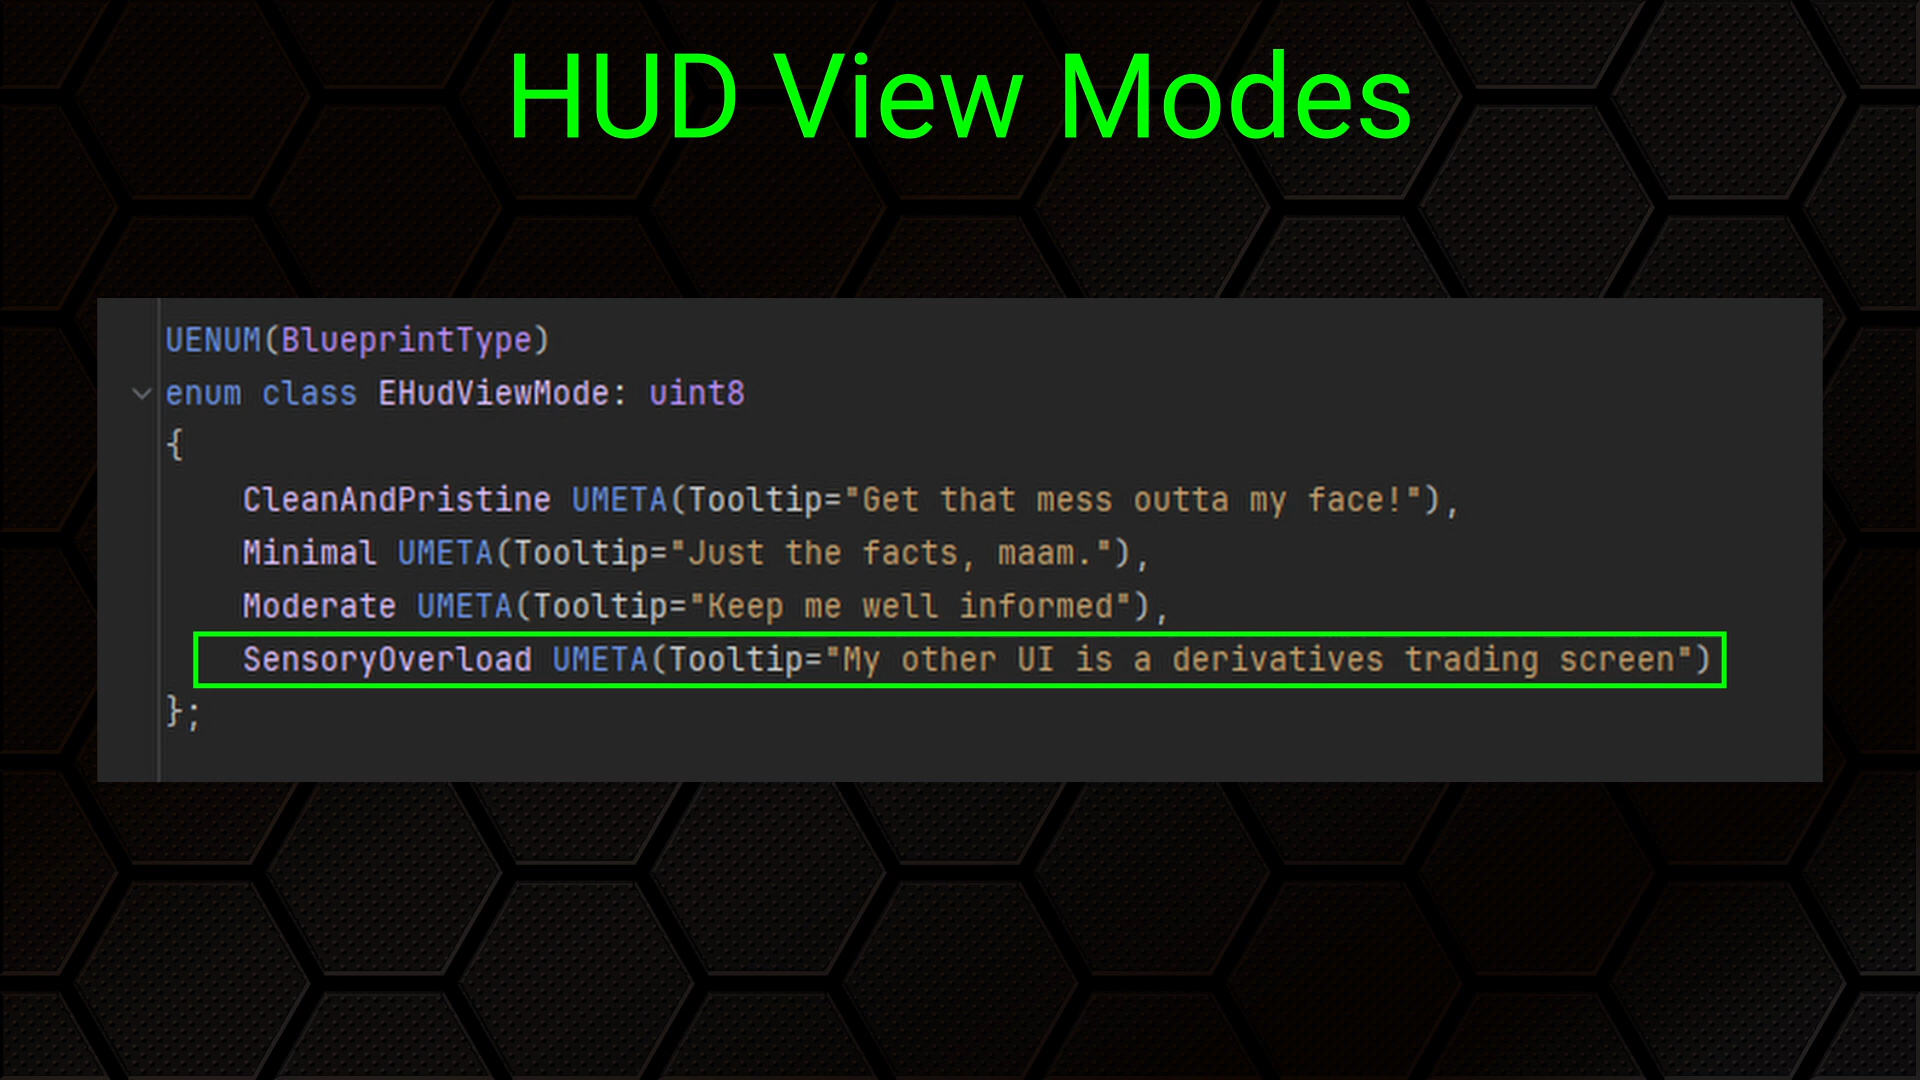 HUD View Modes
UENUM(BlueprintType)
enum class EHudViewMode: uint8
{
CleanAndPristine UMETA(Tooltip="Get that mess outta my face!"),
Minimal UMETA(Tooltip="Just the facts, maam."),
Moderate UMETA(Tooltip="Keep me well informed"),
SensoryOverload UMETA(Tooltip="My other UI is a derivatives trading screen")
};